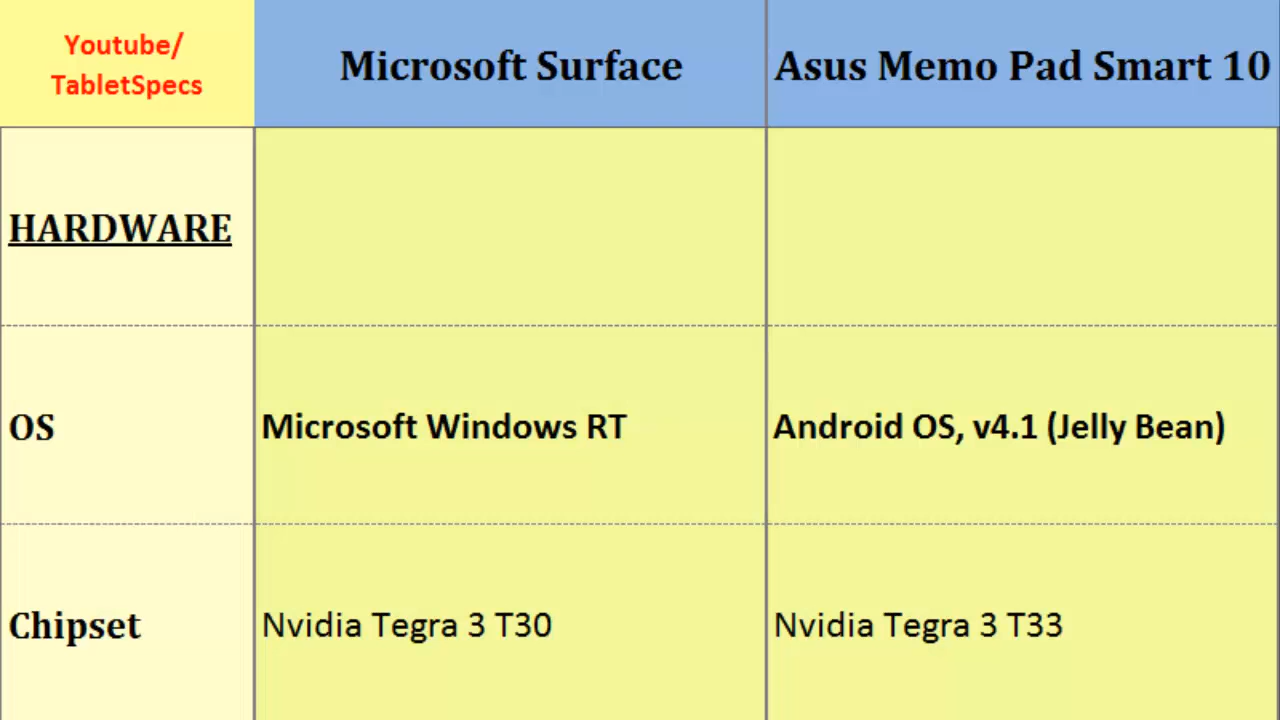 Youtube/
TabletSpecs
Microsoft Surface
Asus Memo Pad Smart 10
HARDWARE
OS
Microsoft Windows RT
Android OS, v4.1 (Jelly Bean)
Chipset
Nvidia Tegra 3 T30
Nvidia Tegra 3 T33